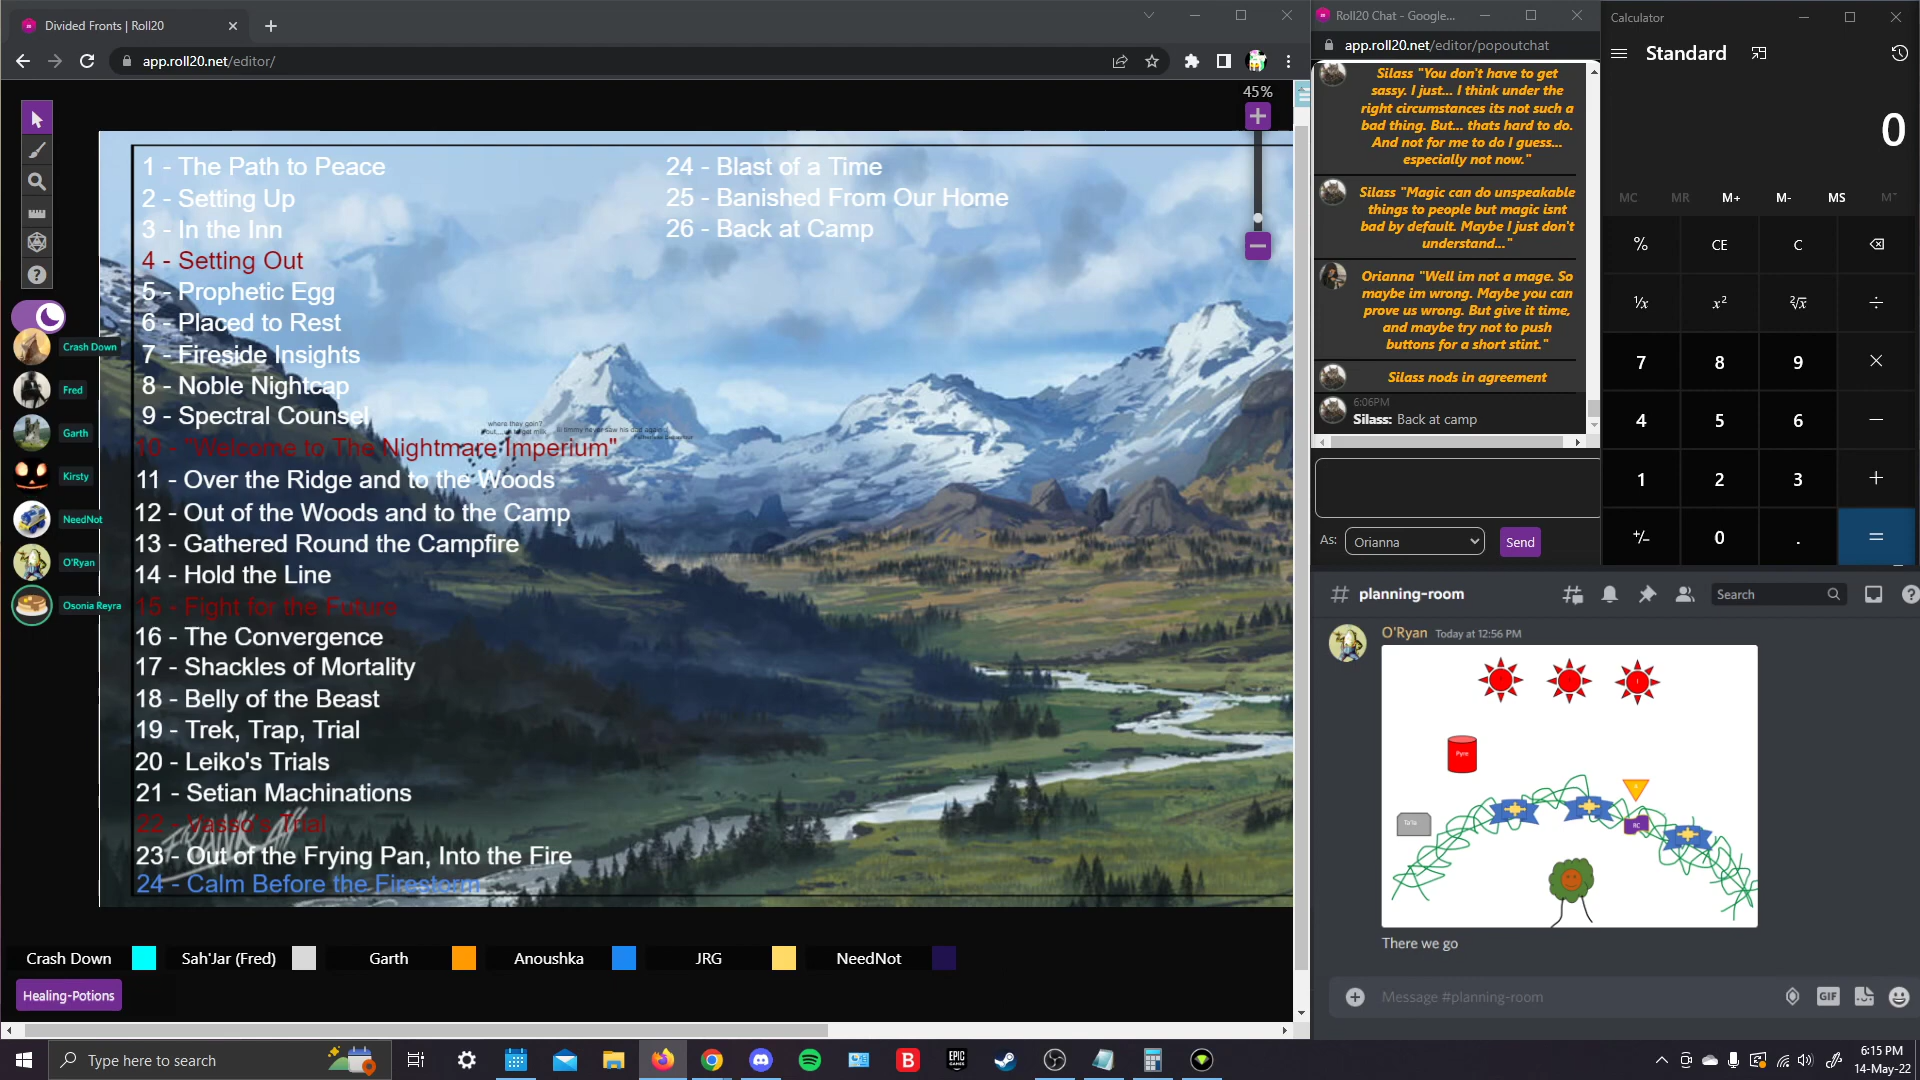 Divided Fronts | Roll20
app.roll20.net/editor/
45%
1 - The Path to Peace
2 - Setting Up
3 - In the Inn
4 - Setting Out
5 - Prophetic Egg
6 - Placed to Rest
7 - Fireside Insights
8 - Noble Nightcap
9 - Spectral Counsel
10 - "Welcome to The Nightmare Imperium"
11 - Over the Ridge and to the Woods
12 - Out of the Woods and to the Camp
13 - Gathered Round the Campfire
14 - Hold the Line
15 - Fight for the Future
16 - The Convergence
17 - Shackles of Mortality
18 - Belly of the Beast
19 - Trek, Trap, Trial
20 - Leiko's Trials
21 - Setian Machinations
22 - Vasso's Trial
23 - Out of the Frying Pan, Into the Fire
24 - Calm Before the Firestorm
24 - Blast of a Time
25 - Banished From Our Home
26 - Back at Camp
where they goin?
Crash Down
Fred
Garth
Kirsty
NeedNot
O'Ryan
Osonia Reyra
Crash Down
Sah'Jar (Fred)
Garth
Anoushka
JRG
NeedNot
Healing-Potions
Roll20 Chat - Google...
app.roll20.net/editor/popoutchat
Silass "You don't have to get
sassy. I just... I think under the
right circumstances its not such a
bad thing. But... thats hard to do.
And not for me to do I guess...
especially not now."
Silass "Magic can do unspeakable
things to people but magic isnt
bad by default. Maybe I just don't
understand..."
Orianna "Well im not a mage. So
maybe im wrong. Maybe you can
prove us wrong. But give it time,
and maybe try not to push
buttons for a short stint."
Silass nods in agreement
6:06PM
Silass: Back at camp
As:
Orianna
Send
Calculator
Standard
0
MC MR M+ M- MS M˅
% CE C
¹/x x² ²√x ÷
7 8 9 ×
4 5 6 −
1 2 3 +
+/- 0 . =
# planning-room
Search
O'Ryan Today at 12:56 PM
Pyre
RC
There we go
Message #planning-room
GIF
Type here to search
6:15 PM
14-May-22